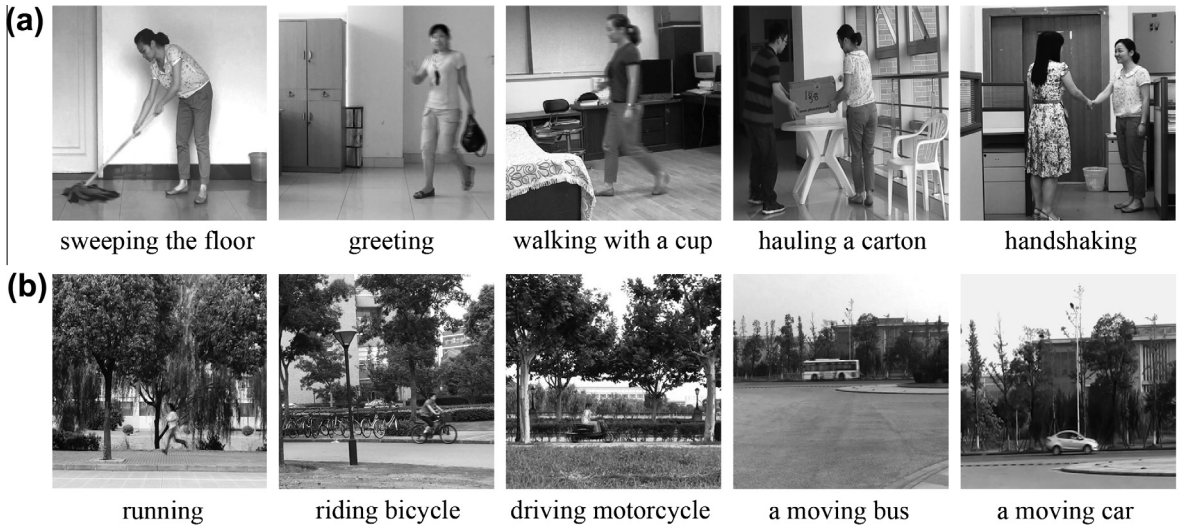 (a)
sweeping the floor
greeting
walking with a cup
hauling a carton
handshaking
(b)
running
riding bicycle
driving motorcycle
a moving bus
a moving car